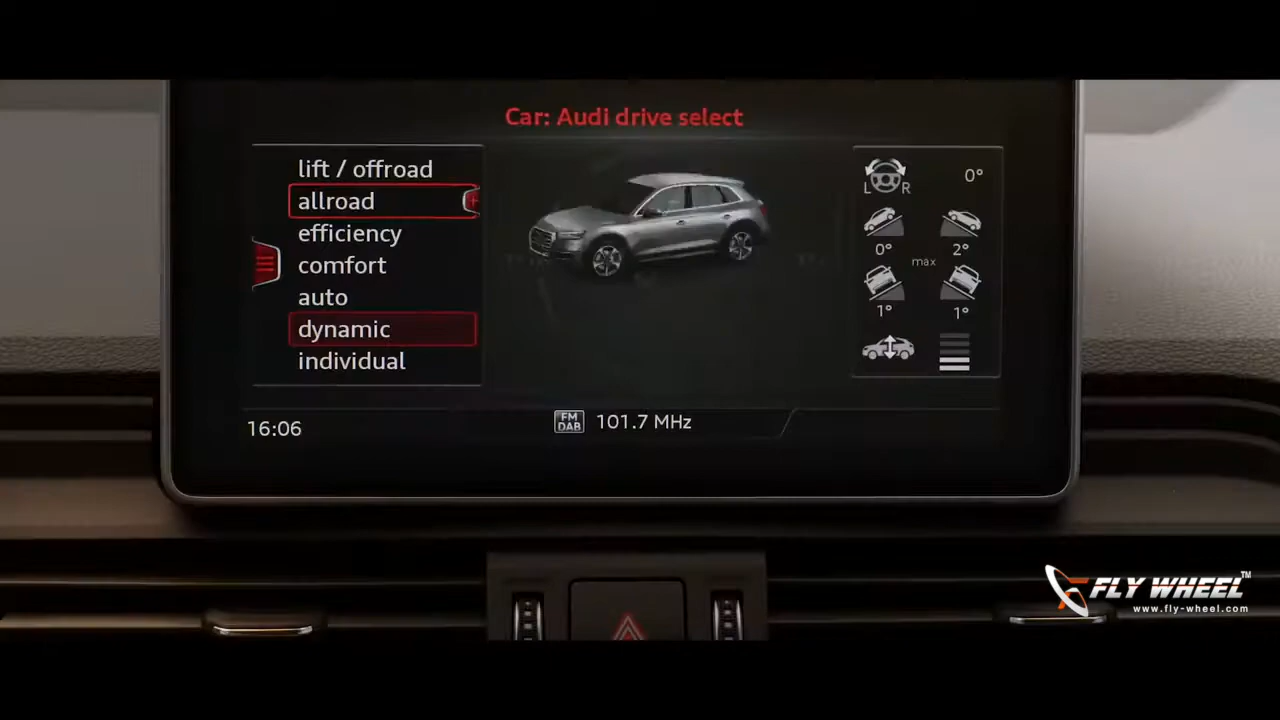 Car: Audi drive select
lift / offroad
allroad
efficiency
comfort
auto
dynamic
individual
L R 0°
0° 2°
max
1° 1°
16:06
FM DAB 101.7 MHz
FLY WHEEL™
www.fly-wheel.com